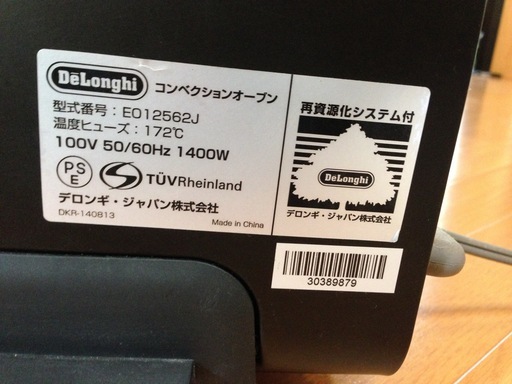 DeLonghi コンベクションオーブン
型式番号：EO12562J
温度ヒューズ：172℃
100V 50/60Hz 1400W
PS
E
TÜVRheinland
デロンギ・ジャパン株式会社
DKR-140813
Made in China
再資源化システム付
DeLonghi
デロンギ・ジャパン株式会社
30389879